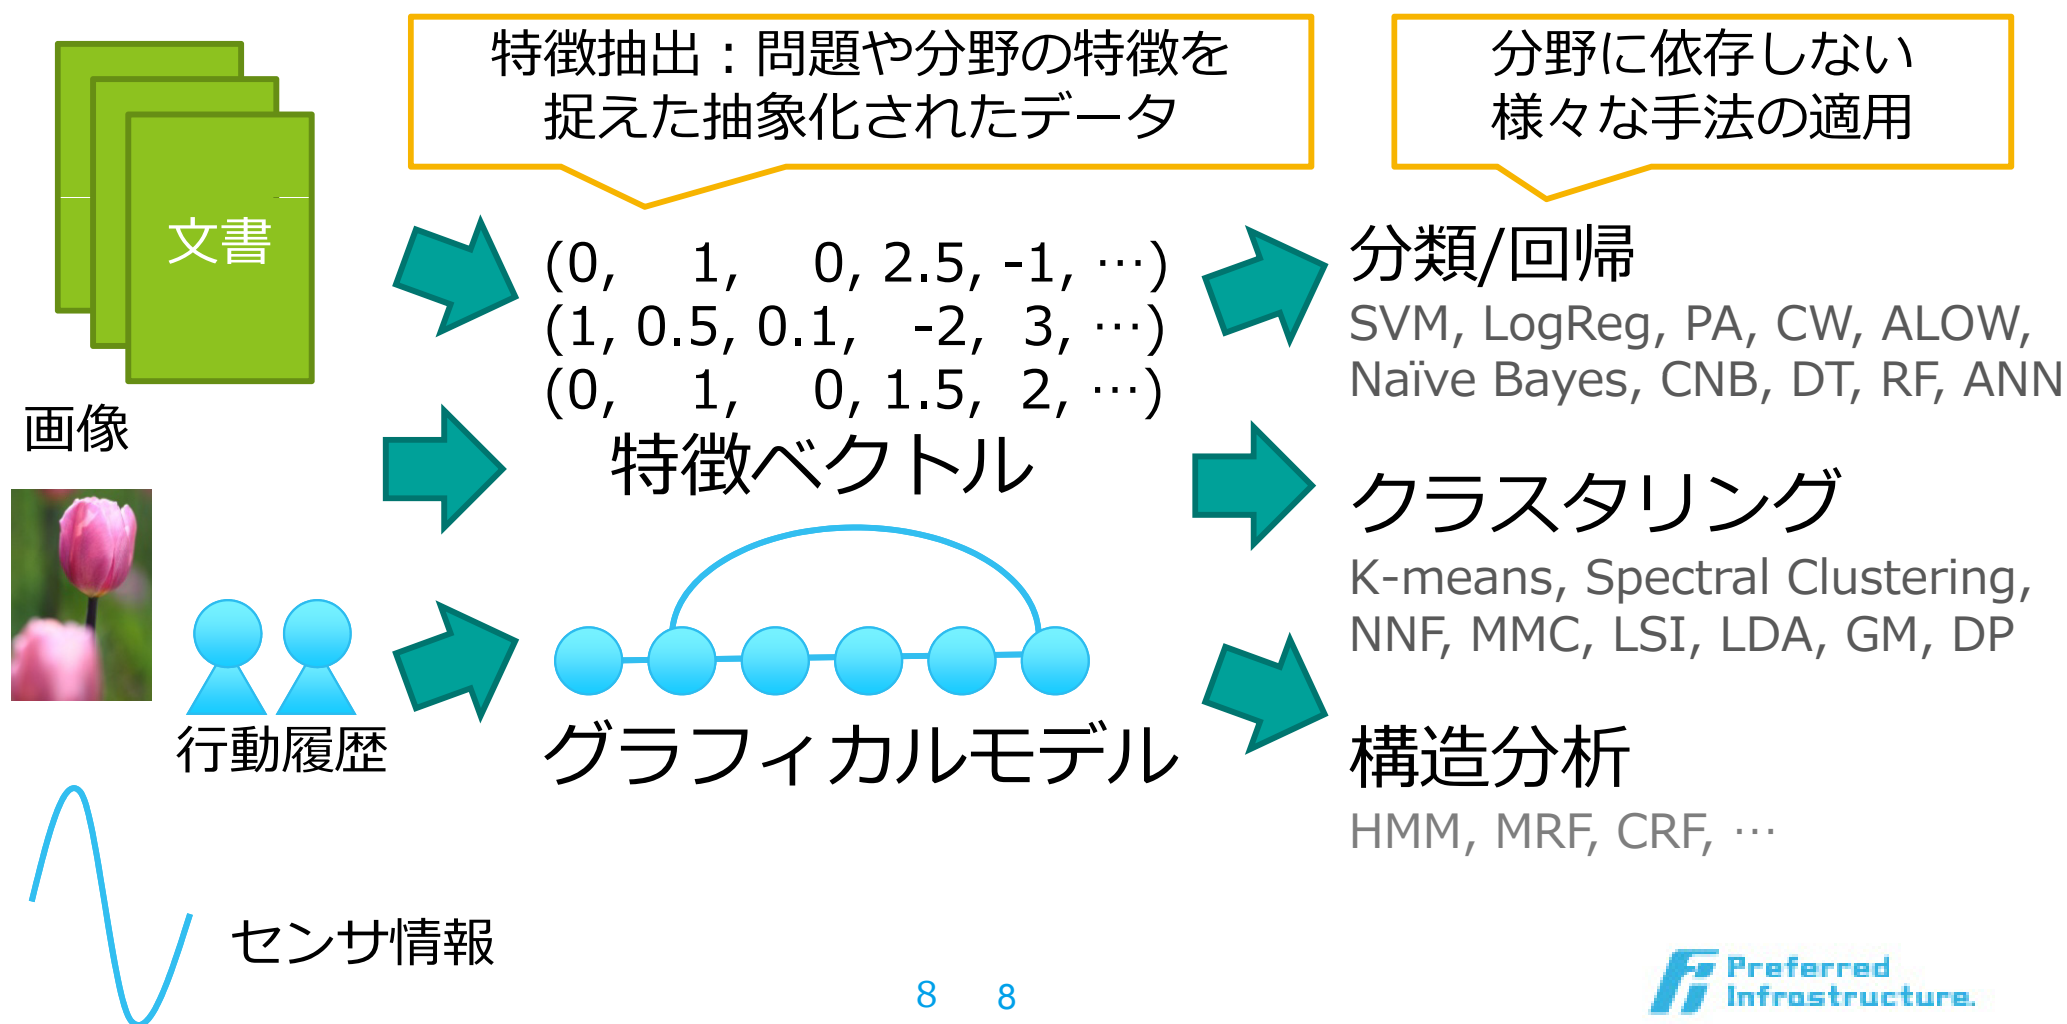 特徴抽出：問題や分野の特徴を
捉えた抽象化されたデータ
分野に依存しない
様々な手法の適用
文書
画像
行動履歴
センサ情報
(0, 1, 0, 2.5, -1, …)
(1, 0.5, 0.1, -2, 3, …)
(0, 1, 0, 1.5, 2, …)
特徴ベクトル
グラフィカルモデル
分類/回帰
SVM, LogReg, PA, CW, ALOW,
Naïve Bayes, CNB, DT, RF, ANN
クラスタリング
K-means, Spectral Clustering,
NNF, MMC, LSI, LDA, GM, DP
構造分析
HMM, MRF, CRF, …
8 8
Preferred
Infrastructure.